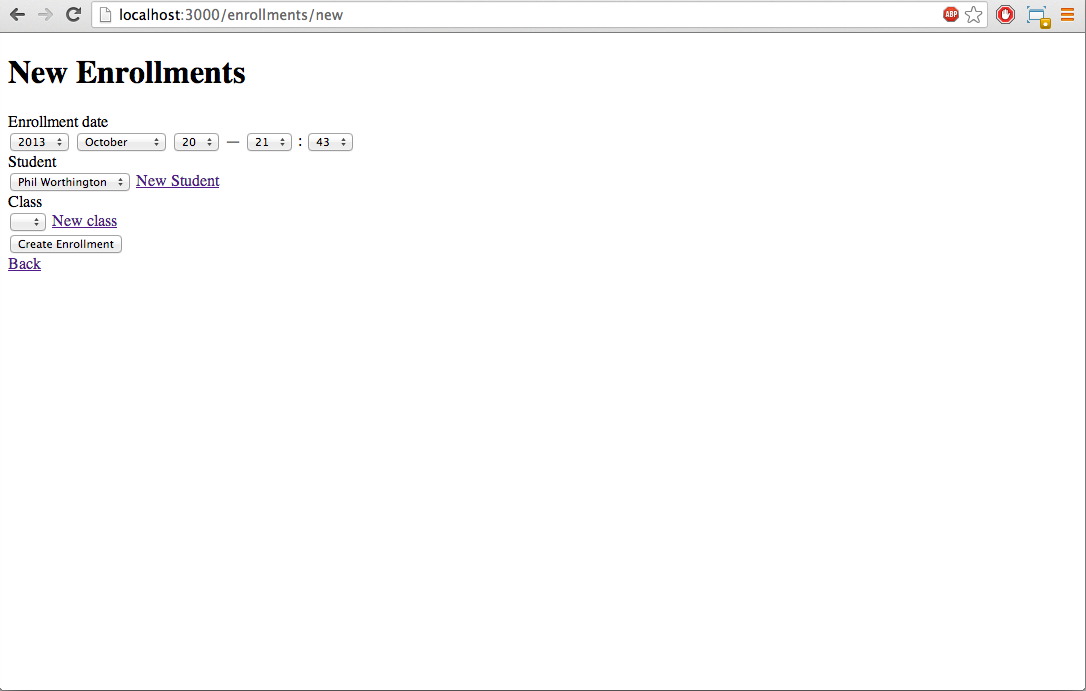 localhost:3000/enrollments/new ABP
New Enrollments
Enrollment date
2013 October 20 — 21 : 43
Student
Phil Worthington New Student
Class
New class
Create Enrollment
Back